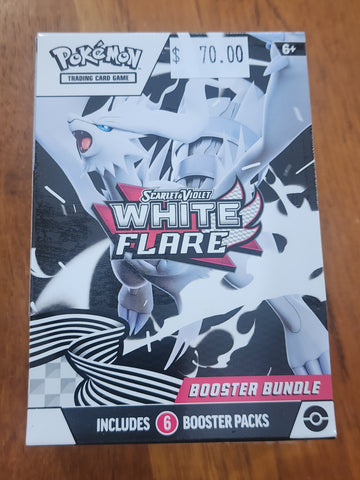 Pokémon
TRADING CARD GAME
$ 70.00
6+
SCARLET & VIOLET
WHITE
FLARE
BOOSTER BUNDLE
INCLUDES 6 BOOSTER PACKS